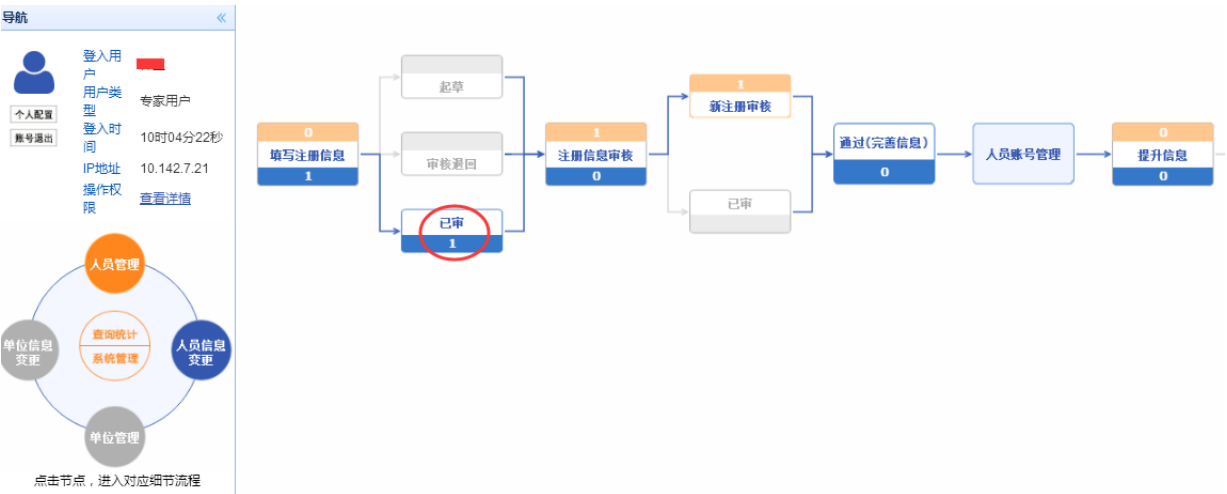 导航
«
登入用
户
用户类
型
专家用户
登入时
间
10时04分22秒
IP地址
10.142.7.21
操作权
限
查看详情
个人配置
账号退出
人员管理
查询统计
系统管理
单位信息
变更
人员信息
变更
单位管理
点击节点，进入对应细节流程
0
填写注册信息
1
起草
审核退回
已审
1
1
注册信息审核
0
1
新注册审核
已审
通过(完善信息)
0
人员账号管理
0
提升信息
0